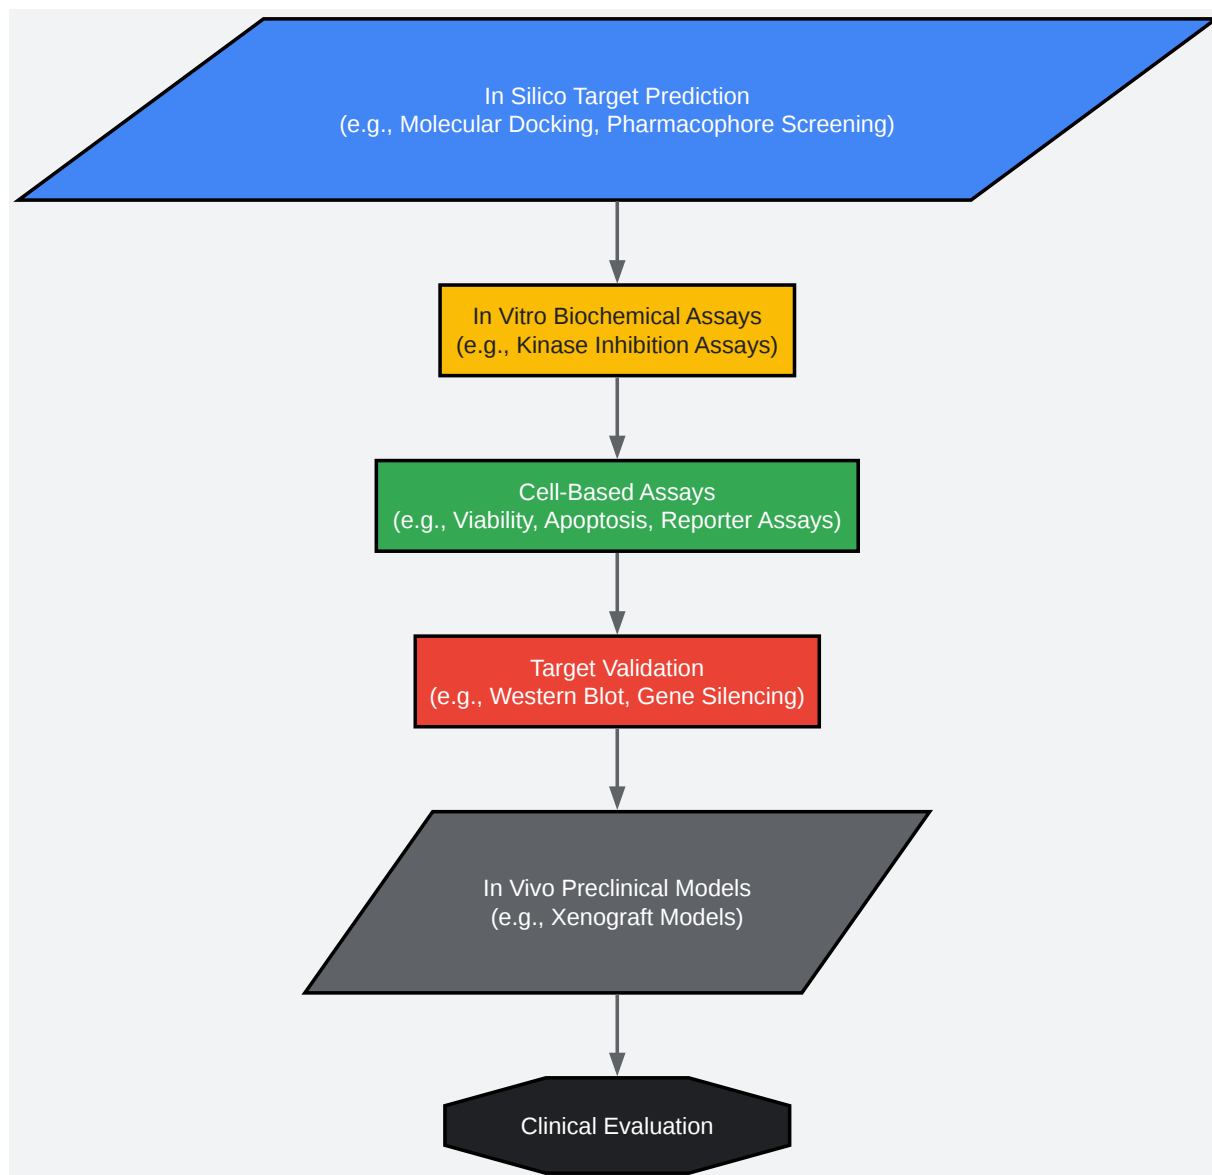 In Silico Target Prediction
(e.g., Molecular Docking, Pharmacophore Screening)
In Vitro Biochemical Assays
(e.g., Kinase Inhibition Assays)
Cell-Based Assays
(e.g., Viability, Apoptosis, Reporter Assays)
Target Validation
(e.g., Western Blot, Gene Silencing)
In Vivo Preclinical Models
(e.g., Xenograft Models)
Clinical Evaluation